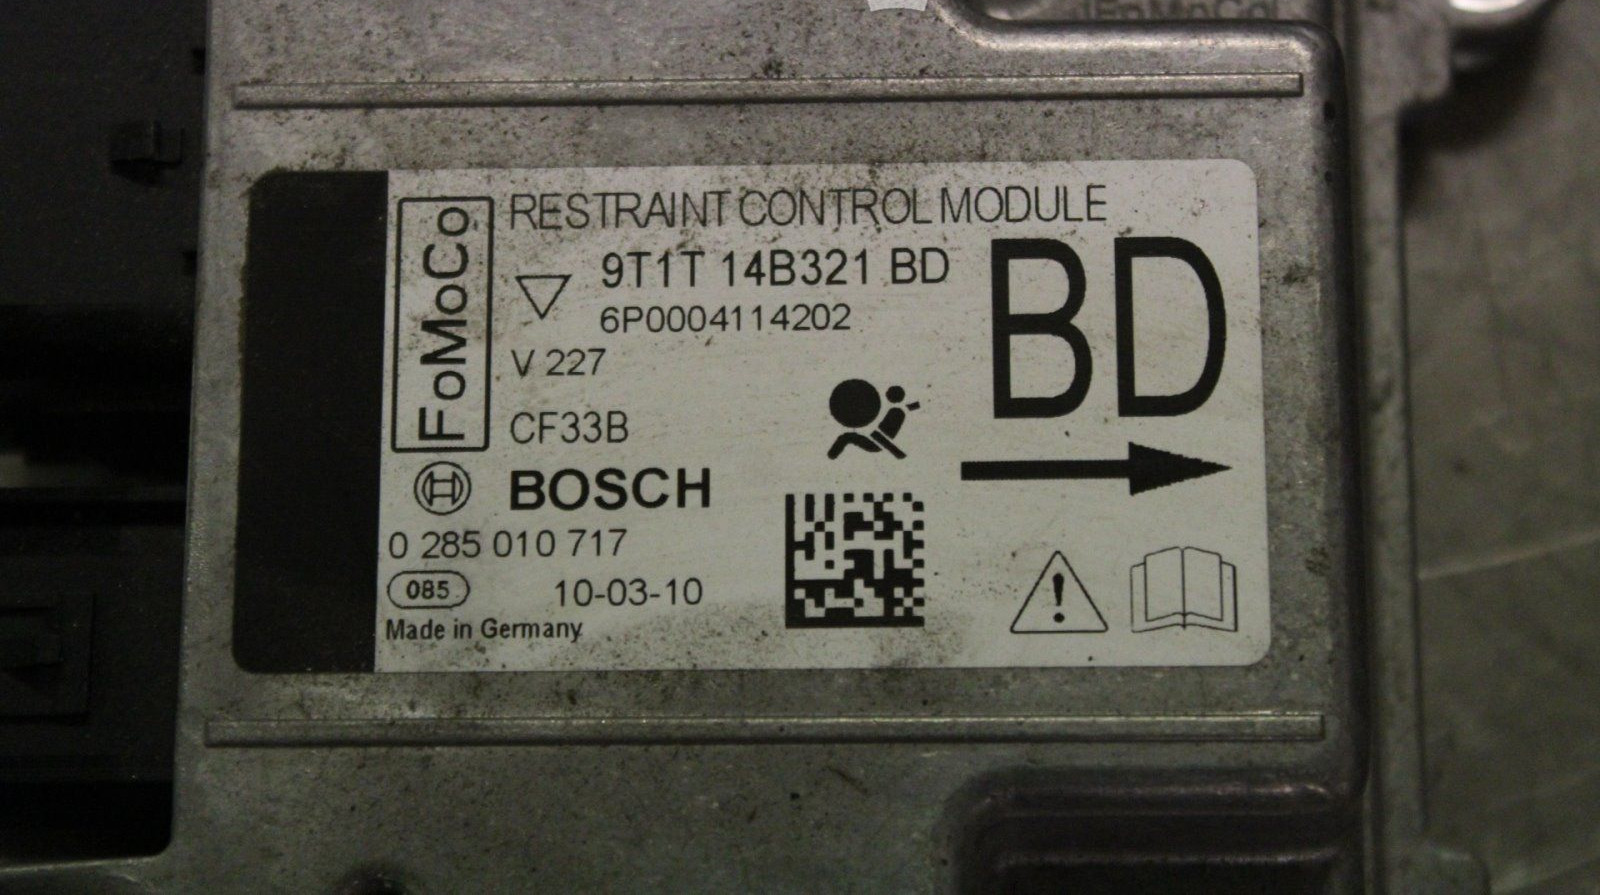 RESTRAINT CONTROL MODULE
FoMoCo
9T1T 14B321 BD
BD
6P0004114202
V 227
CF33B
BOSCH
0 285 010 717
085
10-03-10
Made in Germany